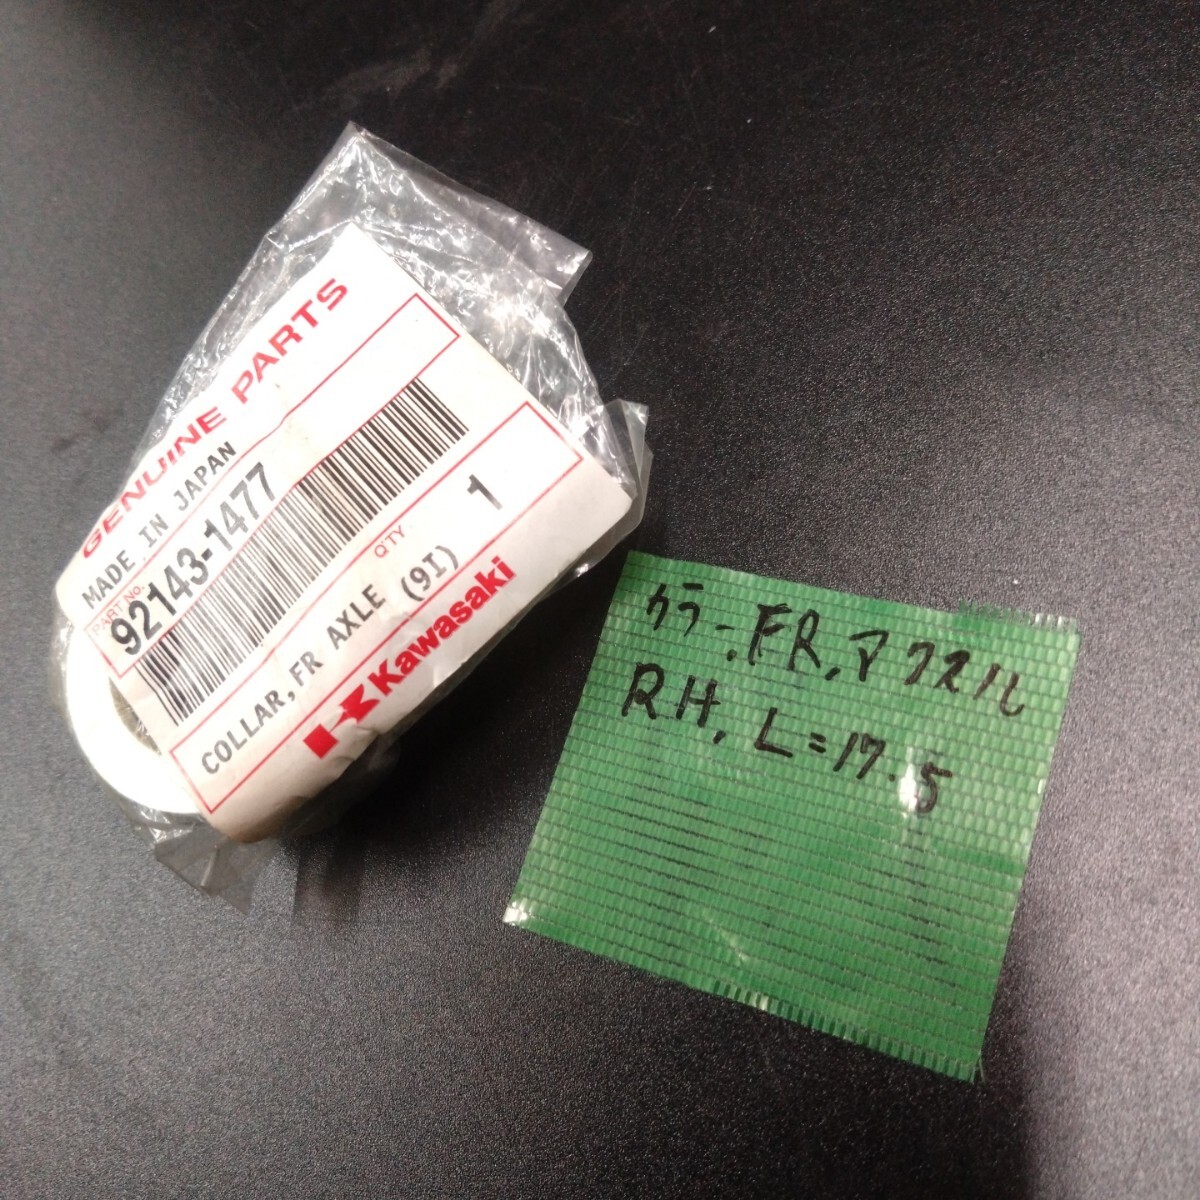 GENUINE PARTS
MADE IN JAPAN
PART No.
92143-1477
Q'TY
1
COLLAR,FR AXLE (9I)
Kawasaki
カラー,FR,アクスル
RH, L=17.5